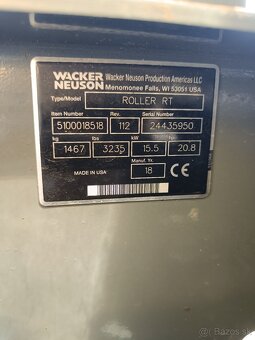 WACKER NEUSON Wacker Neuson Production Americas LLC
Menomonee Falls, WI 53051 USA
Type/Model ROLLER RT
Item Number Rev. Serial Number
5100018518 112 24435950
kg lbs kW hp
1467 3235 15.5 20.8
Manuf. Yr.
MADE IN USA 18 CE